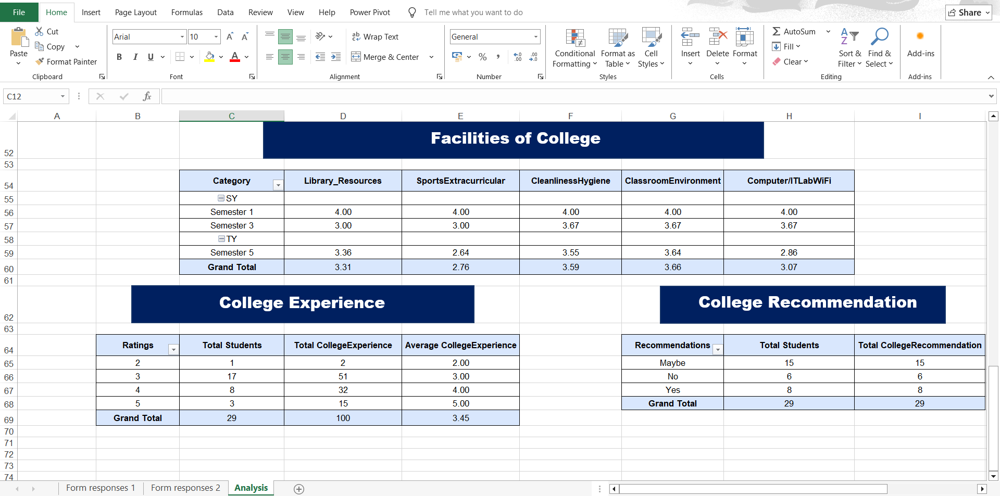 File Home Insert Page Layout Formulas Data Review View Help Power Pivot Tell me what you want to do Share
Paste Cut Copy Format Painter Clipboard
Arial 10 B I U A A A Font
ab Wrap Text Merge & Center Alignment
General % , .00 .00 Number
Conditional Formatting Format as Table Cell Styles Styles
Insert Delete Format Cells
AutoSum Fill Clear Sort & Filter Find & Select Editing
Add-ins Add-ins
C12 fx
A B C D E F G H I
Facilities of College
52
53
54 Category Library_Resources SportsExtracurricular CleanlinessHygiene ClassroomEnvironment Computer/ITLabWiFi
55 SY
56 Semester 1 4.00 4.00 4.00 4.00 4.00
57 Semester 3 3.00 3.00 3.67 3.67 3.67
58 TY
59 Semester 5 3.36 2.64 3.55 3.64 2.86
60 Grand Total 3.31 2.76 3.59 3.66 3.07
61
62 College Experience College Recommendation
63
64 Ratings Total Students Total CollegeExperience Average CollegeExperience Recommendations Total Students Total CollegeRecommendation
65 2 1 2 2.00 Maybe 15 15
66 3 17 51 3.00 No 6 6
67 4 8 32 4.00 Yes 8 8
68 5 3 15 5.00 Grand Total 29 29
69 Grand Total 29 100 3.45
70
71
72
73
74
Form responses 1 Form responses 2 Analysis